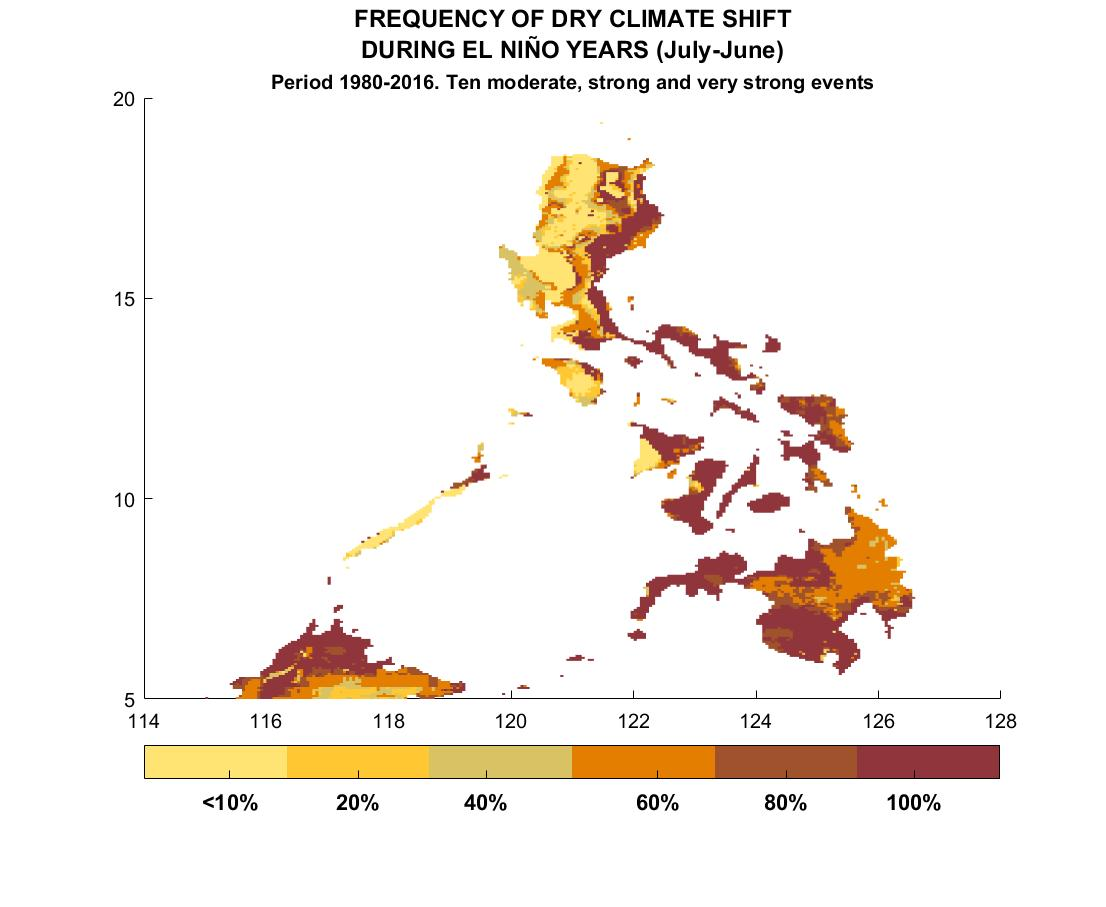 FREQUENCY OF DRY CLIMATE SHIFT
DURING EL NIÑO YEARS (July-June)
Period 1980-2016. Ten moderate, strong and very strong events
20
15
10
5
114 116 118 120 122 124 126 128
<10% 20% 40% 60% 80% 100%